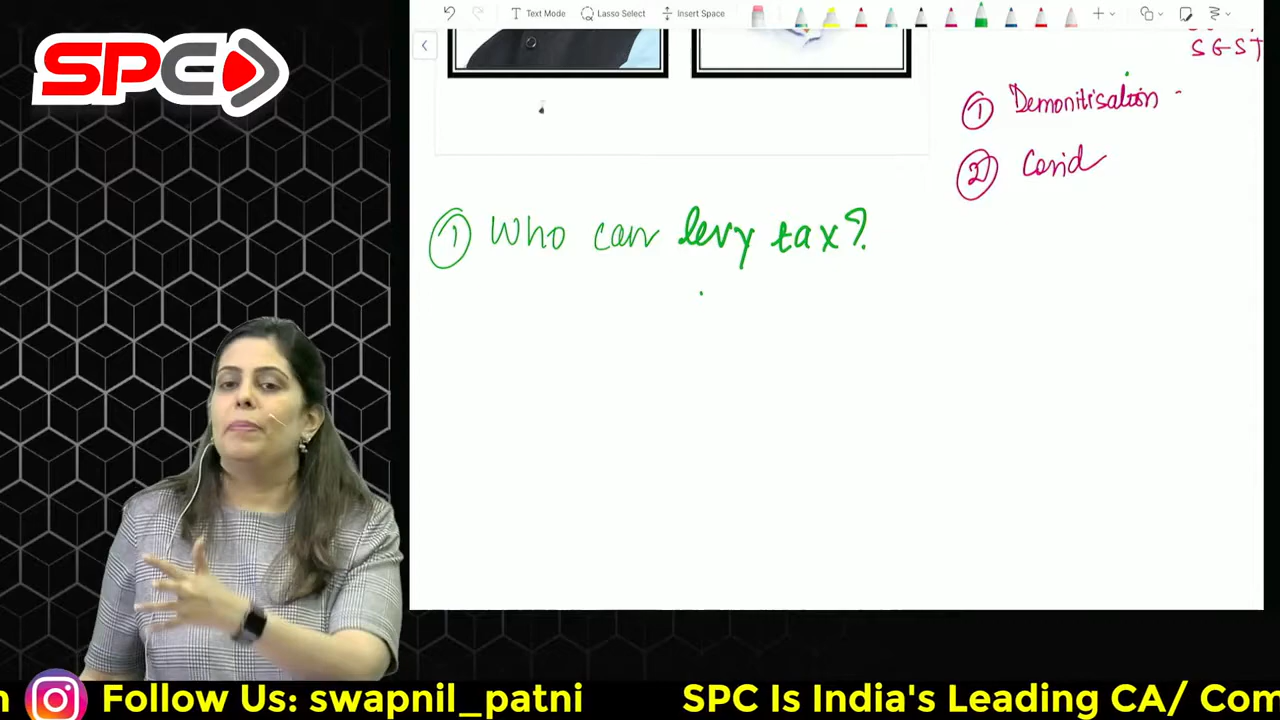 SPC
Text Mode
Lasso Select
Insert Space
SGST
① Demonitisation -
② Covid
① Who can levy tax?
Follow Us: swapnil_patni
SPC Is India's Leading CA/ Com